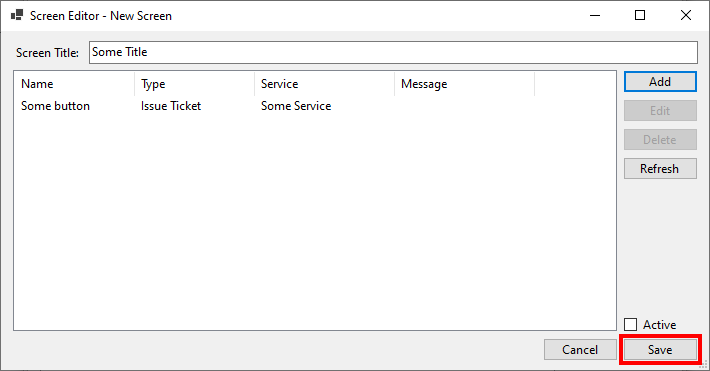 Screen Editor - New Screen
Screen Title: Some Title
Name Type Service Message
Some button Issue Ticket Some Service
Add
Edit
Delete
Refresh
Active
Cancel Save